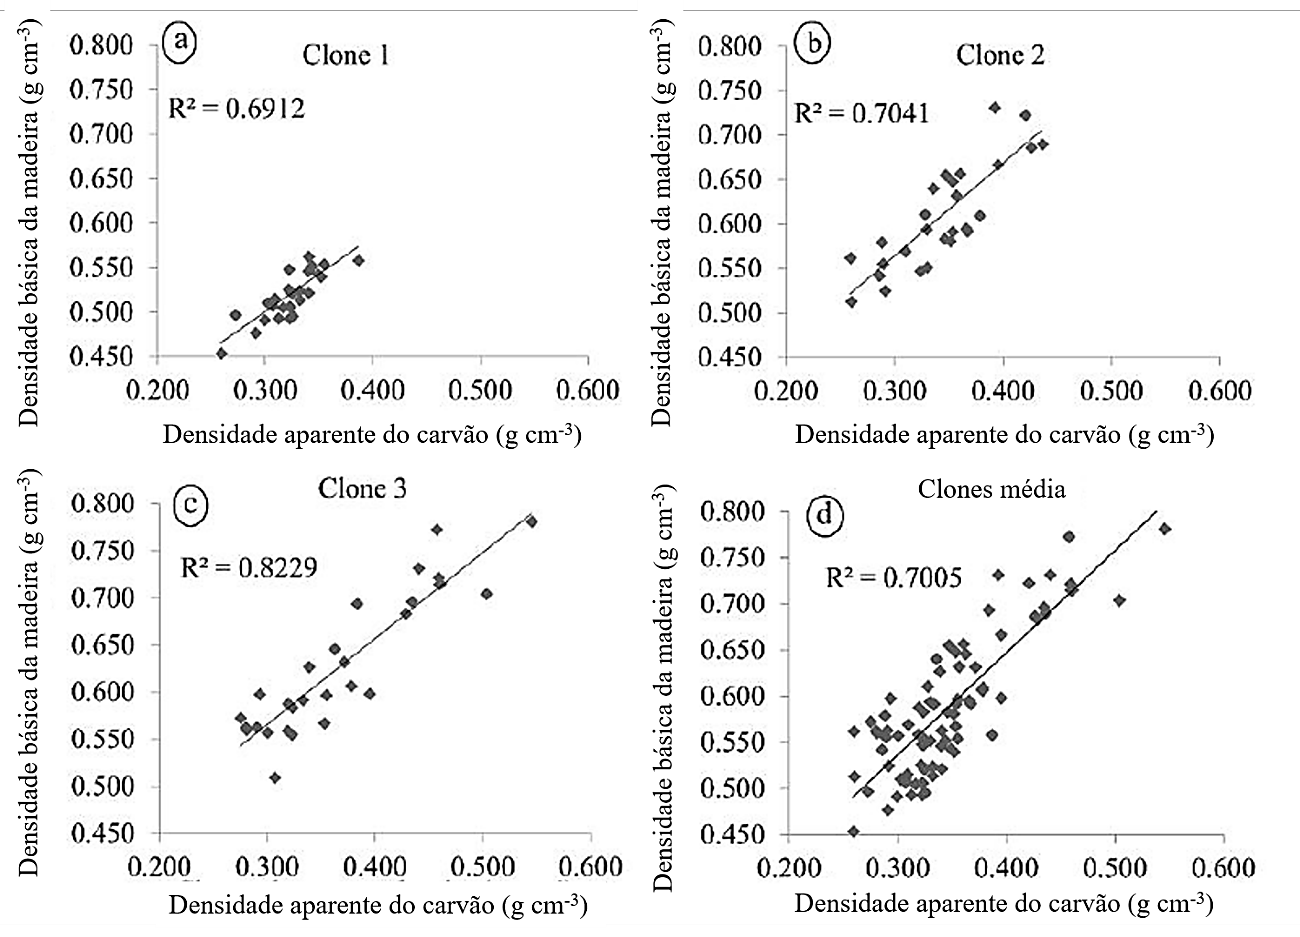 a
Clone 1
R² = 0.6912
Densidade básica da madeira (g cm⁻³)
0.800
0.750
0.700
0.650
0.600
0.550
0.500
0.450
0.200 0.300 0.400 0.500 0.600
Densidade aparente do carvão (g cm⁻³)
b
Clone 2
R² = 0.7041
Densidade básica da madeira (g cm⁻³)
0.800
0.750
0.700
0.650
0.600
0.550
0.500
0.450
0.200 0.300 0.400 0.500 0.600
Densidade aparente do carvão (g cm⁻³)
c
Clone 3
R² = 0.8229
Densidade básica da madeira (g cm⁻³)
0.800
0.750
0.700
0.650
0.600
0.550
0.500
0.450
0.200 0.300 0.400 0.500 0.600
Densidade aparente do carvão (g cm⁻³)
d
Clones média
R² = 0.7005
Densidade básica da madeira (g cm⁻³)
0.800
0.750
0.700
0.650
0.600
0.550
0.500
0.450
0.200 0.300 0.400 0.500 0.600
Densidade aparente do carvão (g cm⁻³)